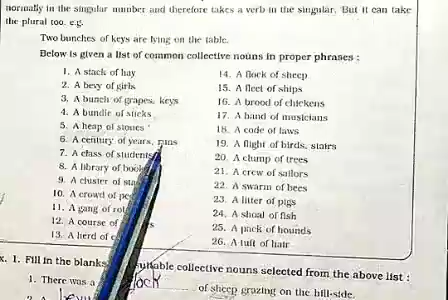 normally in the singular number and therefore takes a verb in the singular. But it can take
the plural too. e.g.
Two bunches of keys are lying on the table.
Below is given a list of common collective nouns in proper phrases :
1. A stack of hay
2. A bevy of girls
3. A bunch of grapes, keys
4. A bundle of sticks
5. A heap of stones
6. A century of years, runs
7. A class of students
8. A library of
9. A cluster of
10. A crowd of
11. A gang of
12. A course of
13. A herd of
14. A flock of sheep
15. A fleet of ships
16. A brood of chickens
17. A band of musicians
18. A code of laws
19. A flight of birds, stairs
20. A clump of trees
21. A crew of sailors
22. A swarm of bees
23. A litter of pigs
24. A shoal of fish
25. A pack of hounds
26. A tuft of hair
x. 1. Fill in the blanks suitable collective nouns selected from the above list :
1. There was a flock of sheep grazing on the hill-side.
2. A